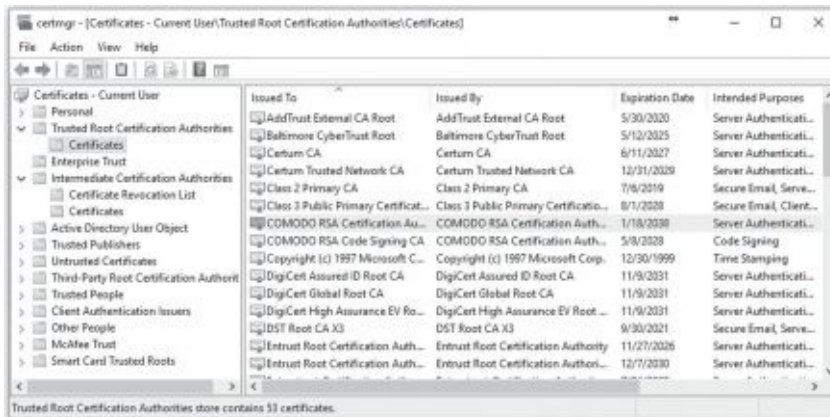 certmgr - [Certificates - Current User\Trusted Root Certification Authorities\Certificates]
File Action View Help
Certificates - Current User
Personal
Trusted Root Certification Authorities
Certificates
Enterprise Trust
Intermediate Certification Authorities
Certificate Revocation List
Certificates
Active Directory User Object
Trusted Publishers
Untrusted Certificates
Third-Party Root Certification Authorit
Trusted People
Client Authentication Issuers
Other People
McAfee Trust
Smart Card Trusted Roots
Issued To Issued By Expiration Date Intended Purposes
AddTrust External CA Root AddTrust External CA Root 5/30/2020 Server Authenticati...
Baltimore CyberTrust Root Baltimore CyberTrust Root 5/12/2025 Server Authenticati...
Certum CA Certum CA 6/11/2027 Server Authenticati...
Certum Trusted Network CA Certum Trusted Network CA 12/31/2029 Server Authenticati...
Class 2 Primary CA Class 2 Primary CA 7/6/2019 Secure Email, Serve...
Class 3 Public Primary Certificat... Class 3 Public Primary Certificatio... 8/1/2028 Secure Email, Client...
COMODO RSA Certification Au... COMODO RSA Certification Auth... 1/18/2038 Server Authenticati...
COMODO RSA Code Signing CA COMODO RSA Certification Auth... 5/8/2028 Code Signing
Copyright (c) 1997 Microsoft C... Copyright (c) 1997 Microsoft Corp. 12/30/1999 Time Stamping
DigiCert Assured ID Root CA DigiCert Assured ID Root CA 11/9/2031 Server Authenticati...
DigiCert Global Root CA DigiCert Global Root CA 11/9/2031 Server Authenticati...
DigiCert High Assurance EV Ro... DigiCert High Assurance EV Root ... 11/9/2031 Server Authenticati...
DST Root CA X3 DST Root CA X3 9/30/2021 Secure Email, Serve...
Entrust Root Certification Auth... Entrust Root Certification Authority 11/27/2026 Server Authenticati...
Entrust Root Certification Auth... Entrust Root Certification Authori... 12/7/2030 Server Authenticati...
Trusted Root Certification Authorities store contains 53 certificates.